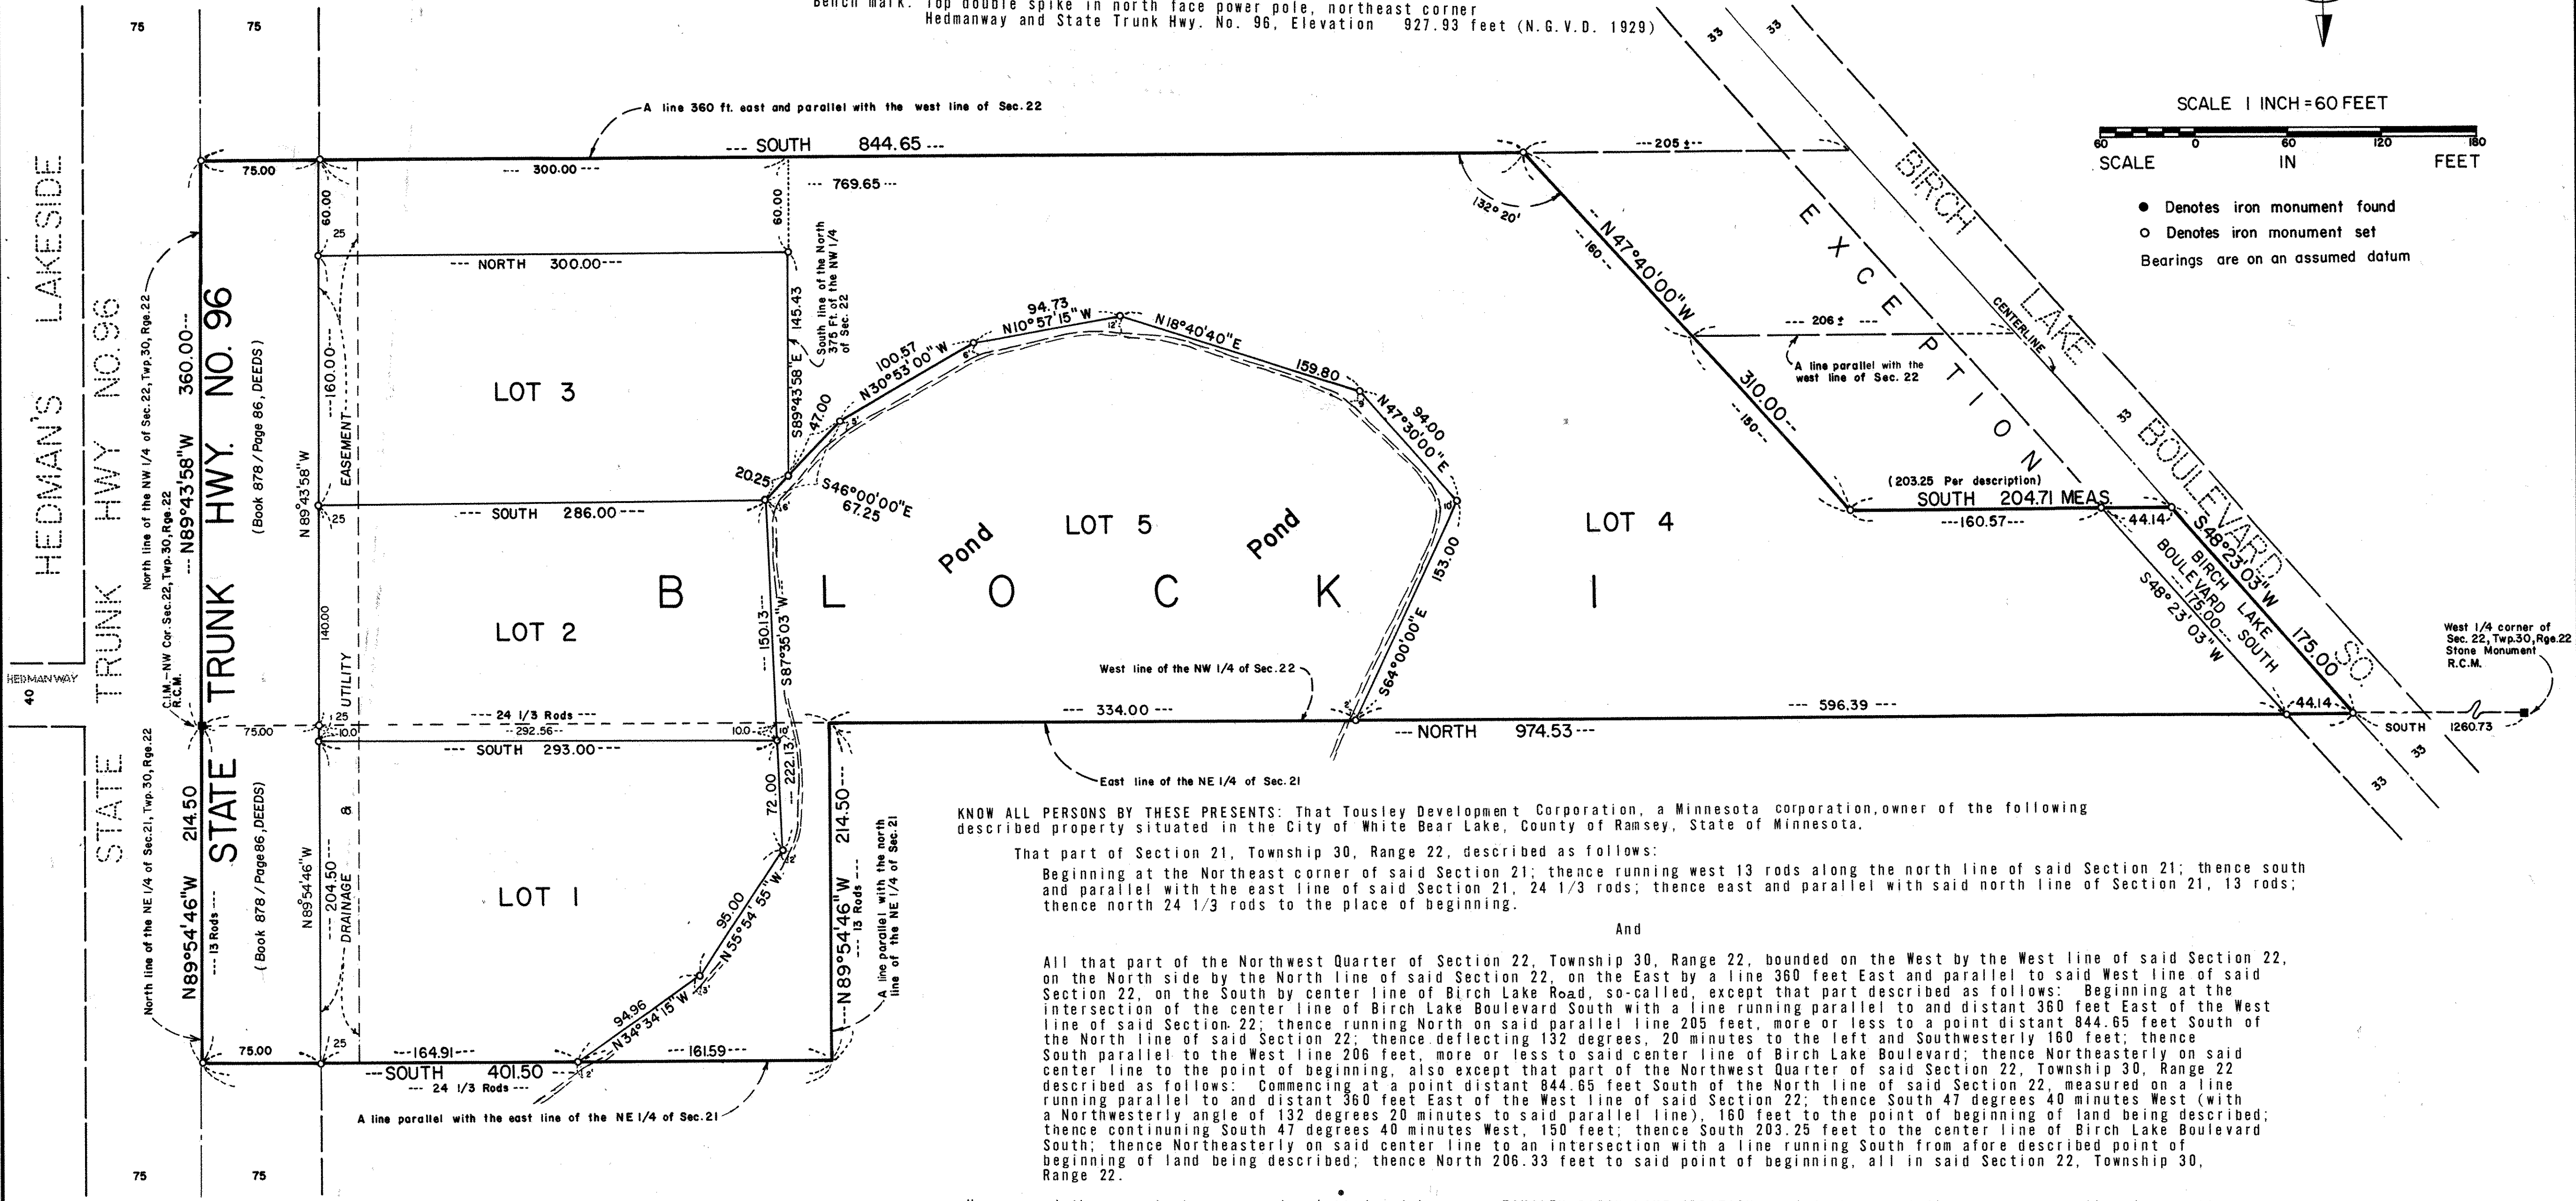 Bench mark: Top double spike in north face power pole, northeast corner
Hedmanway and State Trunk Hwy. No. 96, Elevation 927.93 feet (N.G.V.D. 1929)
75
75
33
33
SCALE 1 INCH = 60 FEET
60 0 60 120 180
SCALE IN FEET
● Denotes iron monument found
○ Denotes iron monument set
Bearings are on an assumed datum
A line 360 ft. east and parallel with the west line of Sec. 22
--- SOUTH 844.65 ---
75.00
--- 300.00 ---
--- 769.65 ---
--- 205 ± ---
132° 20'
60.00
60.00
25
--- NORTH 300.00 ---
South line of the North
375 Ft. of the NW 1/4
of Sec. 22
S89°43'58"E 145.43
HEDMAN'S LAKESIDE
STATE TRUNK HWY NO. 96
North line of the NW 1/4 of Sec. 22, Twp. 30, Rge. 22
C.I.M. — NW Cor. Sec. 22, Twp. 30, Rge. 22
R.C.M.
--- N89°43'58"W 360.00 ---
STATE TRUNK HWY. NO. 96
(Book 878 / Page 86, DEEDS)
N 89°43'58"W
--- 160.00 ---
EASEMENT
LOT 3
100.57
N30°53'00"W
94.73
N10°57'15"W
12'
N18°40'40"E
159.80
N47°30'00"E
94.00
47.00
20.25
S46°00'00"E
67.25
--- N47°40'00"W
--- 160 ---
310.00 ---
--- 150 ---
--- 206 ± ---
A line parallel with the
west line of Sec. 22
EXCEPTION
CENTERLINE
BIRCH LAKE BOULEVARD SO.
33
25
--- SOUTH 286.00 ---
LOT 5
Pond
Pond
LOT 4
10'
153.00
S64°00'00"E
(203.25 Per description)
SOUTH 204.71 MEAS.
--- 160.57 ---
44.14
S48°23'03"W
175.00
BIRCH LAKE
BOULEVARD SOUTH
--- 175.00 ---
S48°23'03"W
BLOCK 1
LOT 2
140.00
--- 150.13 ---
S87°35'03"W
UTILITY
HEDMANWAY
40
West line of the NW 1/4 of Sec. 22
West 1/4 corner of
Sec. 22, Twp. 30, Rge. 22
Stone Monument
R.C.M.
75.00
25
10.0
--- 24 1/3 Rods ---
--- 292.56 ---
10.0
10'
--- SOUTH 293.00 ---
--- 334.00 ---
--- NORTH 974.53 ---
--- 596.39 ---
44.14
SOUTH 1260.73
33
33
East line of the NE 1/4 of Sec. 21
North line of the NE 1/4 of Sec. 21, Twp. 30, Rge. 22
N89°54'46"W 214.50
--- 13 Rods ---
(Book 878 / Page 86, DEEDS)
N89°54'46"W
--- 204.50 ---
DRAINAGE &
LOT 1
72.00
--- 222.13
95.00
N55°54'55"W
94.96
N34°34'15"W
--- N89°54'46"W 214.50 ---
--- 13 Rods ---
A line parallel with the north
line of the NE 1/4 of Sec. 21
75.00
25
--- 164.91 ---
--- 161.59 ---
--- SOUTH 401.50 ---
--- 24 1/3 Rods ---
A line parallel with the east line of the NE 1/4 of Sec. 21
75
75
KNOW ALL PERSONS BY THESE PRESENTS: That Tousley Development Corporation, a Minnesota corporation, owner of the following
described property situated in the City of White Bear Lake, County of Ramsey, State of Minnesota.
That part of Section 21, Township 30, Range 22, described as follows:
Beginning at the Northeast corner of said Section 21; thence running west 13 rods along the north line of said Section 21; thence south
and parallel with the east line of said Section 21, 24 1/3 rods; thence east and parallel with said north line of Section 21, 13 rods;
thence north 24 1/3 rods to the place of beginning.
And
All that part of the Northwest Quarter of Section 22, Township 30, Range 22, bounded on the West by the West line of said Section 22,
on the North side by the North line of said Section 22, on the East by a line 360 feet East and parallel to said West line of said
Section 22, on the South by center line of Birch Lake Road, so-called, except that part described as follows: Beginning at the
intersection of the center line of Birch Lake Boulevard South with a line running parallel to and distant 360 feet East of the West
line of said Section 22; thence running North on said parallel line 205 feet, more or less to a point distant 844.65 feet South of
the North line of said Section 22; thence deflecting 132 degrees, 20 minutes to the left and Southwesterly 160 feet; thence
South parallel to the West line 206 feet, more or less to said center line of Birch Lake Boulevard; thence Northeasterly on said
center line to the point of beginning, also except that part of the Northwest Quarter of said Section 22, Township 30, Range 22
described as follows: Commencing at a point distant 844.65 feet South of the North line of said Section 22, measured on a line
running parallel to and distant 360 feet East of the West line of said Section 22; thence South 47 degrees 40 minutes West (with
a Northwesterly angle of 132 degrees 20 minutes to said parallel line), 160 feet to the point of beginning of land being described;
thence continuning South 47 degrees 40 minutes West, 150 feet; thence South 203.25 feet to the center line of Birch Lake Boulevard
South; thence Northeasterly on said center line to an intersection with a line running South from afore described point of
beginning of land being described; thence North 206.33 feet to said point of beginning, all in said Section 22, Township 30,
Range 22.